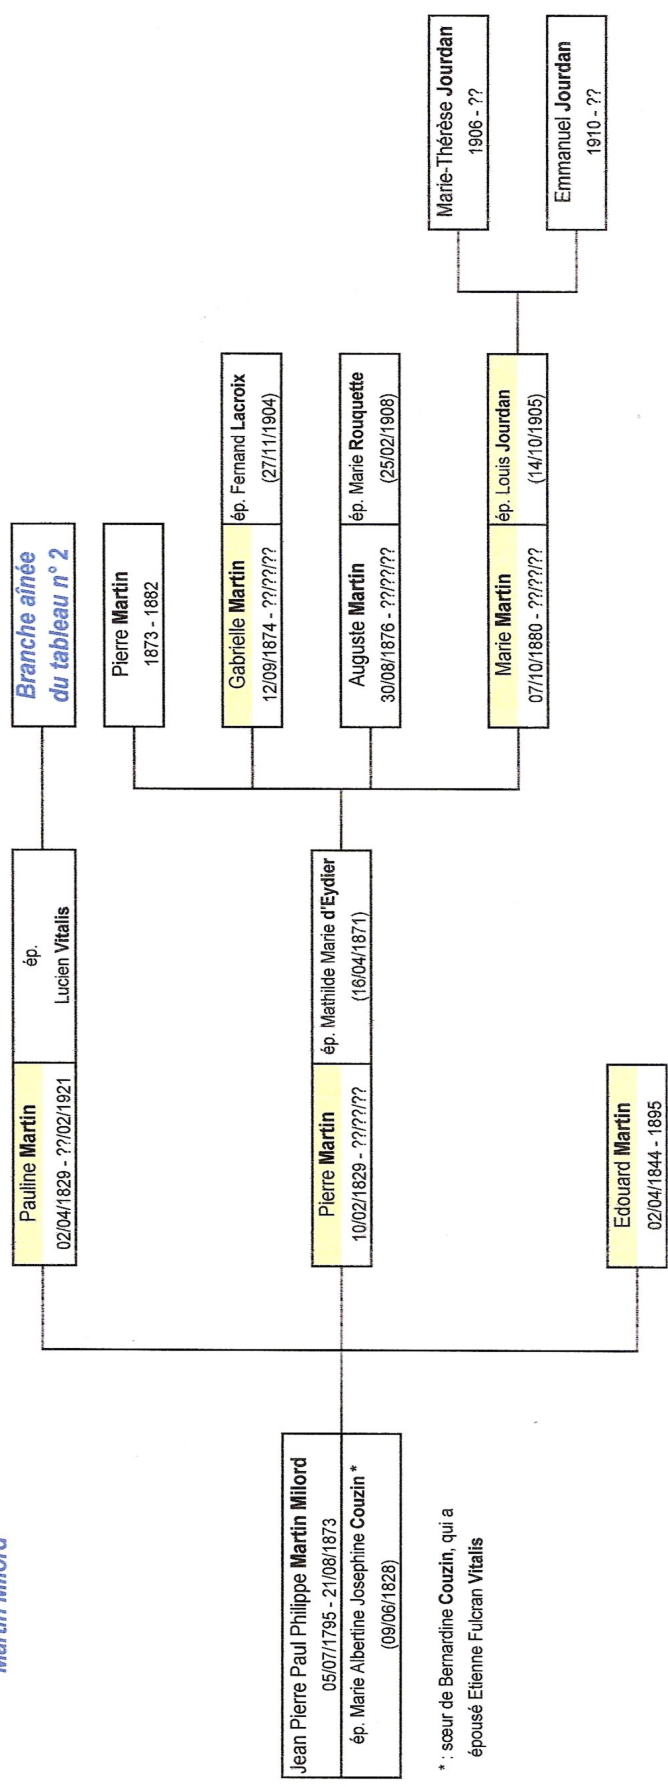 Martin Milord
Jean Pierre Paul Philippe Martin Milord
05/07/1795 - 21/08/1873
ép. Marie Albertine Josephine Couzin *
(09/06/1828)
* : sœur de Bernardine Couzin, qui a
épousé Etienne Fulcran Vitalis
Pauline Martin
02/04/1829 - ??/02/1921
ép.
Lucien Vitalis
Branche aînée
du tableau n° 2
Pierre Martin
10/02/1829 - ??/??/??
ép. Mathilde Marie d'Eydier
(16/04/1871)
Pierre Martin
1873 - 1882
Gabrielle Martin
12/09/1874 - ??/??/??
ép. Fernand Lacroix
(27/11/1904)
Auguste Martin
30/08/1876 - ??/??/??
ép. Marie Rouquette
(25/02/1908)
Marie Martin
07/10/1880 - ??/??/??
ép. Louis Jourdan
(14/10/1905)
Marie-Thérèse Jourdan
1906 - ??
Emmanuel Jourdan
1910 - ??
Edouard Martin
02/04/1844 - 1895